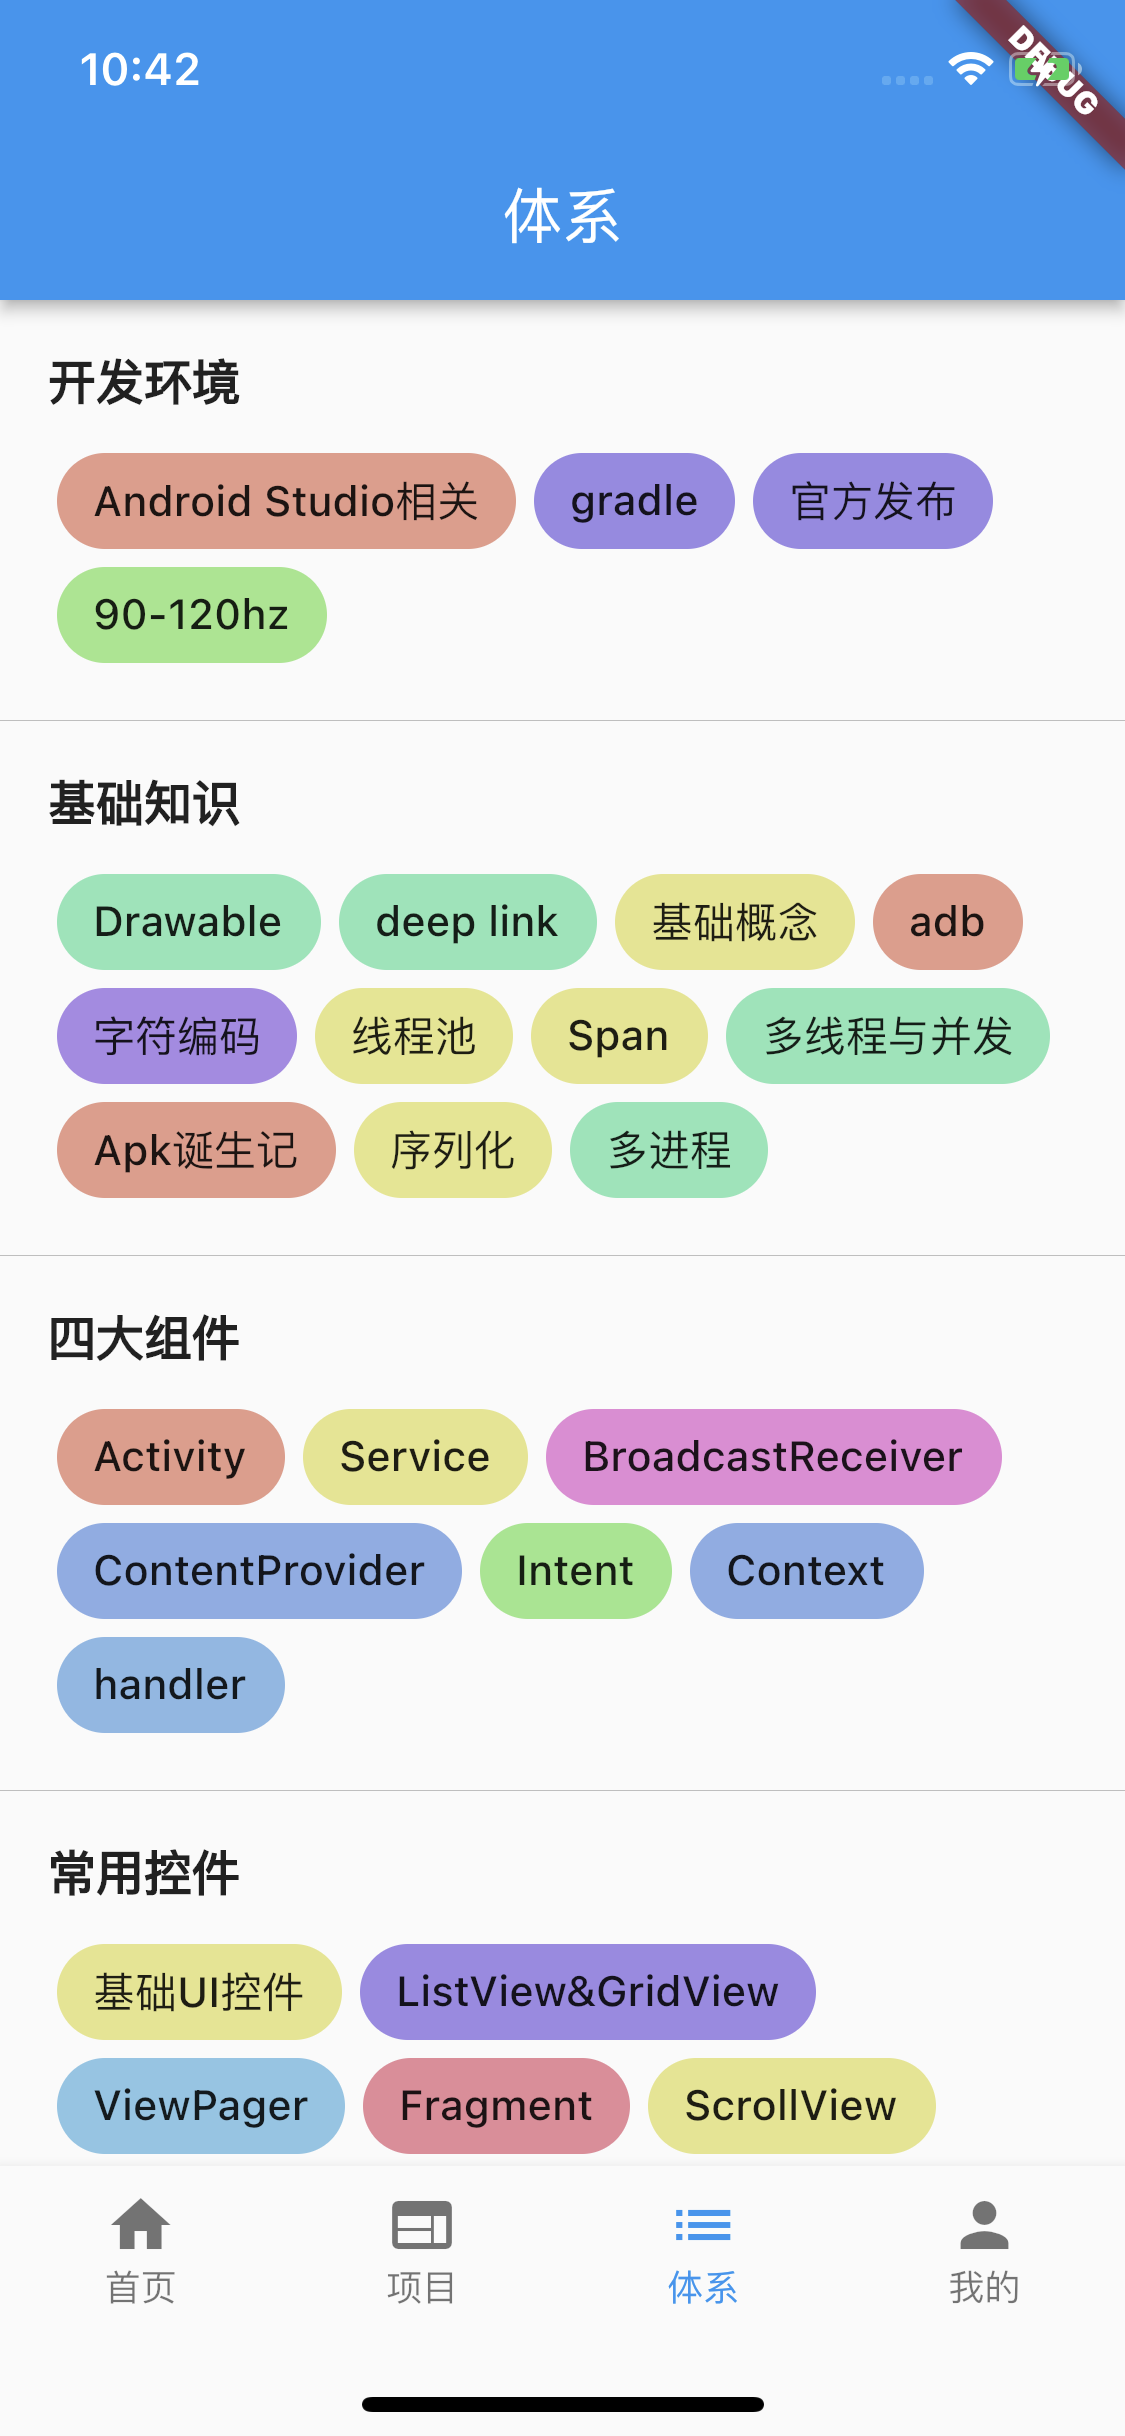 10:42
DEBUG
体系
开发环境
Android Studio相关 gradle 官方发布
90-120hz
基础知识
Drawable deep link 基础概念 adb
字符编码 线程池 Span 多线程与并发
Apk诞生记 序列化 多进程
四大组件
Activity Service BroadcastReceiver
ContentProvider Intent Context
handler
常用控件
基础UI控件 ListView&GridView
ViewPager Fragment ScrollView
首页 项目 体系 我的